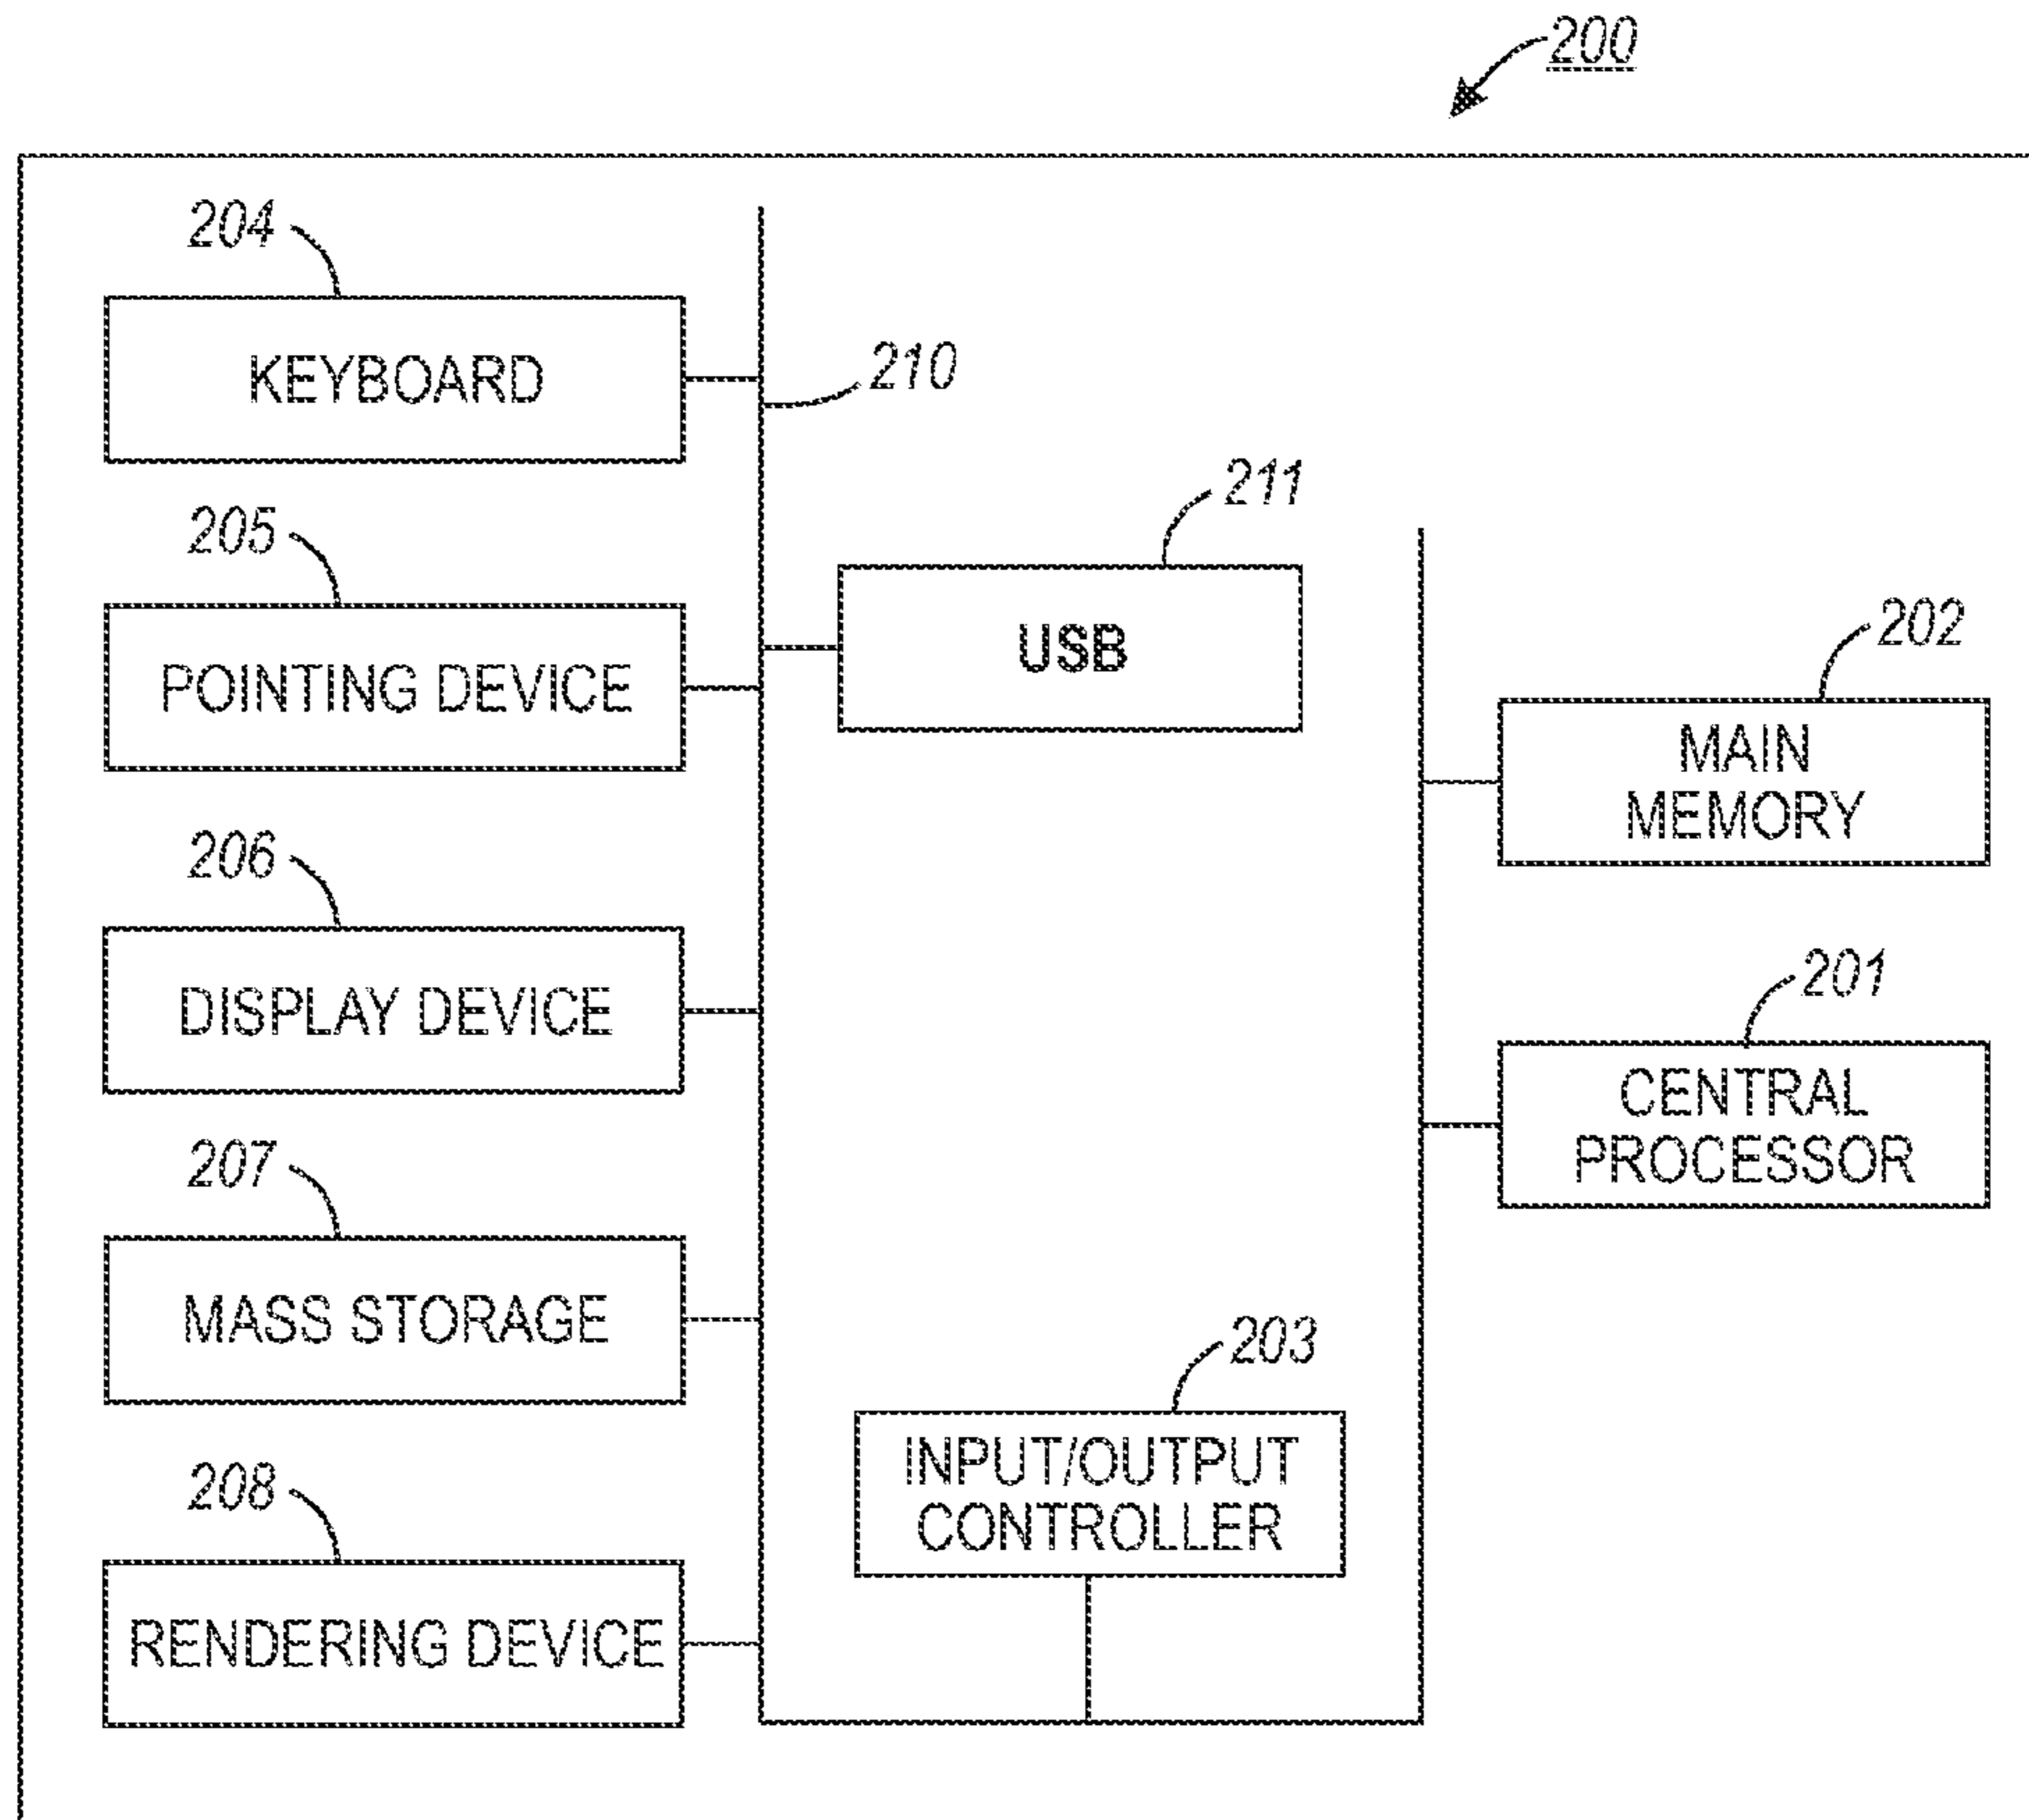 200
204
KEYBOARD
210
205
POINTING DEVICE
211
USB
202
MAIN
MEMORY
206
DISPLAY DEVICE
201
CENTRAL
PROCESSOR
207
MASS STORAGE
203
INPUT/OUTPUT
CONTROLLER
208
RENDERING DEVICE